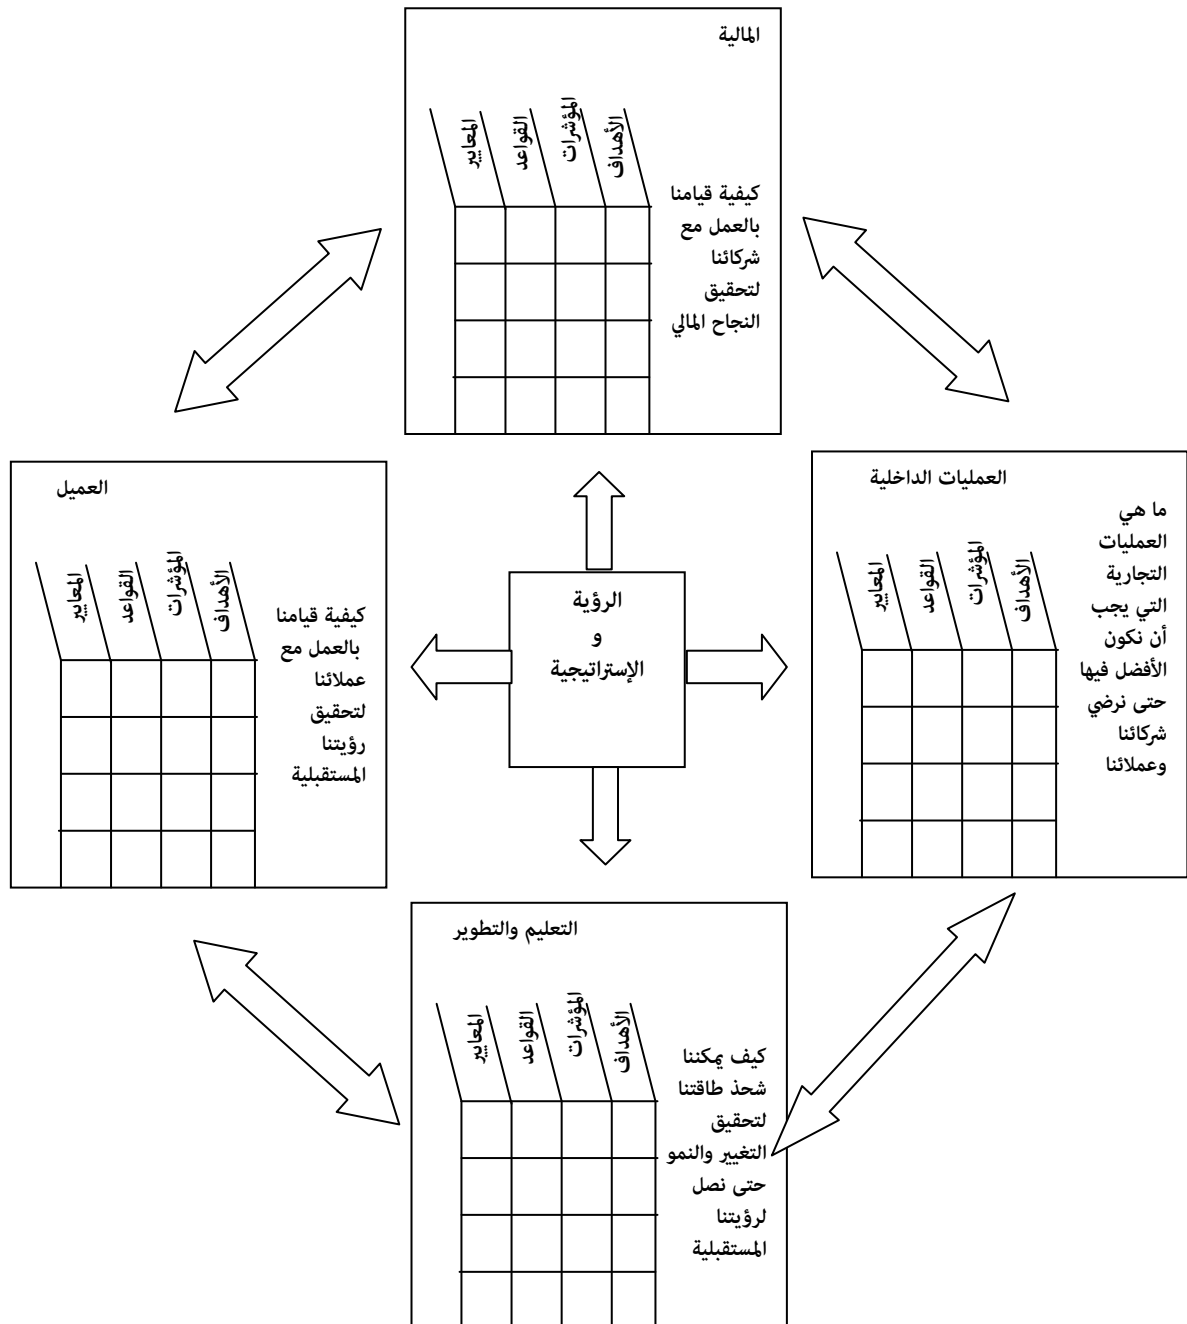 المالية
الأهداف
المؤشرات
القواعد
المعايير
كيفية قيامنا
بالعمل مع
شركائنا
لتحقيق
النجاح المالي
العمليات الداخلية
ما هي
العمليات
التجارية
التي يجب
أن نكون
الأفضل فيها
حتى نرضي
شركائنا
وعملائنا
الأهداف
المؤشرات
القواعد
المعايير
الرؤية
و
الإستراتيجية
العميل
الأهداف
المؤشرات
القواعد
المعايير
كيفية قيامنا
بالعمل مع
عملائنا
لتحقيق
رؤيتنا
المستقبلية
التعليم والتطوير
الأهداف
المؤشرات
القواعد
المعايير
كيف يمكننا
شحذ طاقتنا
لتحقيق
التغيير والنمو
حتى نصل
لرؤيتنا
المستقبلية